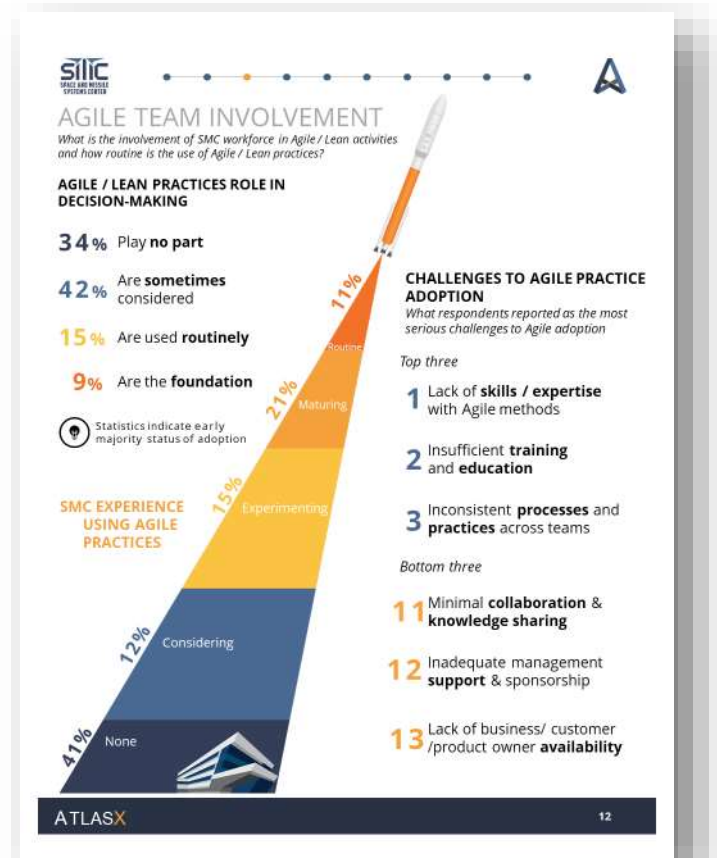 SMC
SPACE AND MISSILE
SYSTEMS CENTER
AGILE TEAM INVOLVEMENT
What is the involvement of SMC workforce in Agile / Lean activities
and how routine is the use of Agile / Lean practices?
AGILE / LEAN PRACTICES ROLE IN
DECISION-MAKING
34% Play no part
42% Are sometimes
considered
15% Are used routinely
9% Are the foundation
Statistics indicate early
majority status of adoption
SMC EXPERIENCE
USING AGILE
PRACTICES
11%
Routine
21%
Maturing
15%
Experimenting
12%
Considering
41%
None
CHALLENGES TO AGILE PRACTICE
ADOPTION
What respondents reported as the most
serious challenges to Agile adoption
Top three
1 Lack of skills / expertise
with Agile methods
2 Insufficient training
and education
3 Inconsistent processes and
practices across teams
Bottom three
11 Minimal collaboration &
knowledge sharing
12 Inadequate management
support & sponsorship
13 Lack of business/ customer
/product owner availability
ATLASX
12